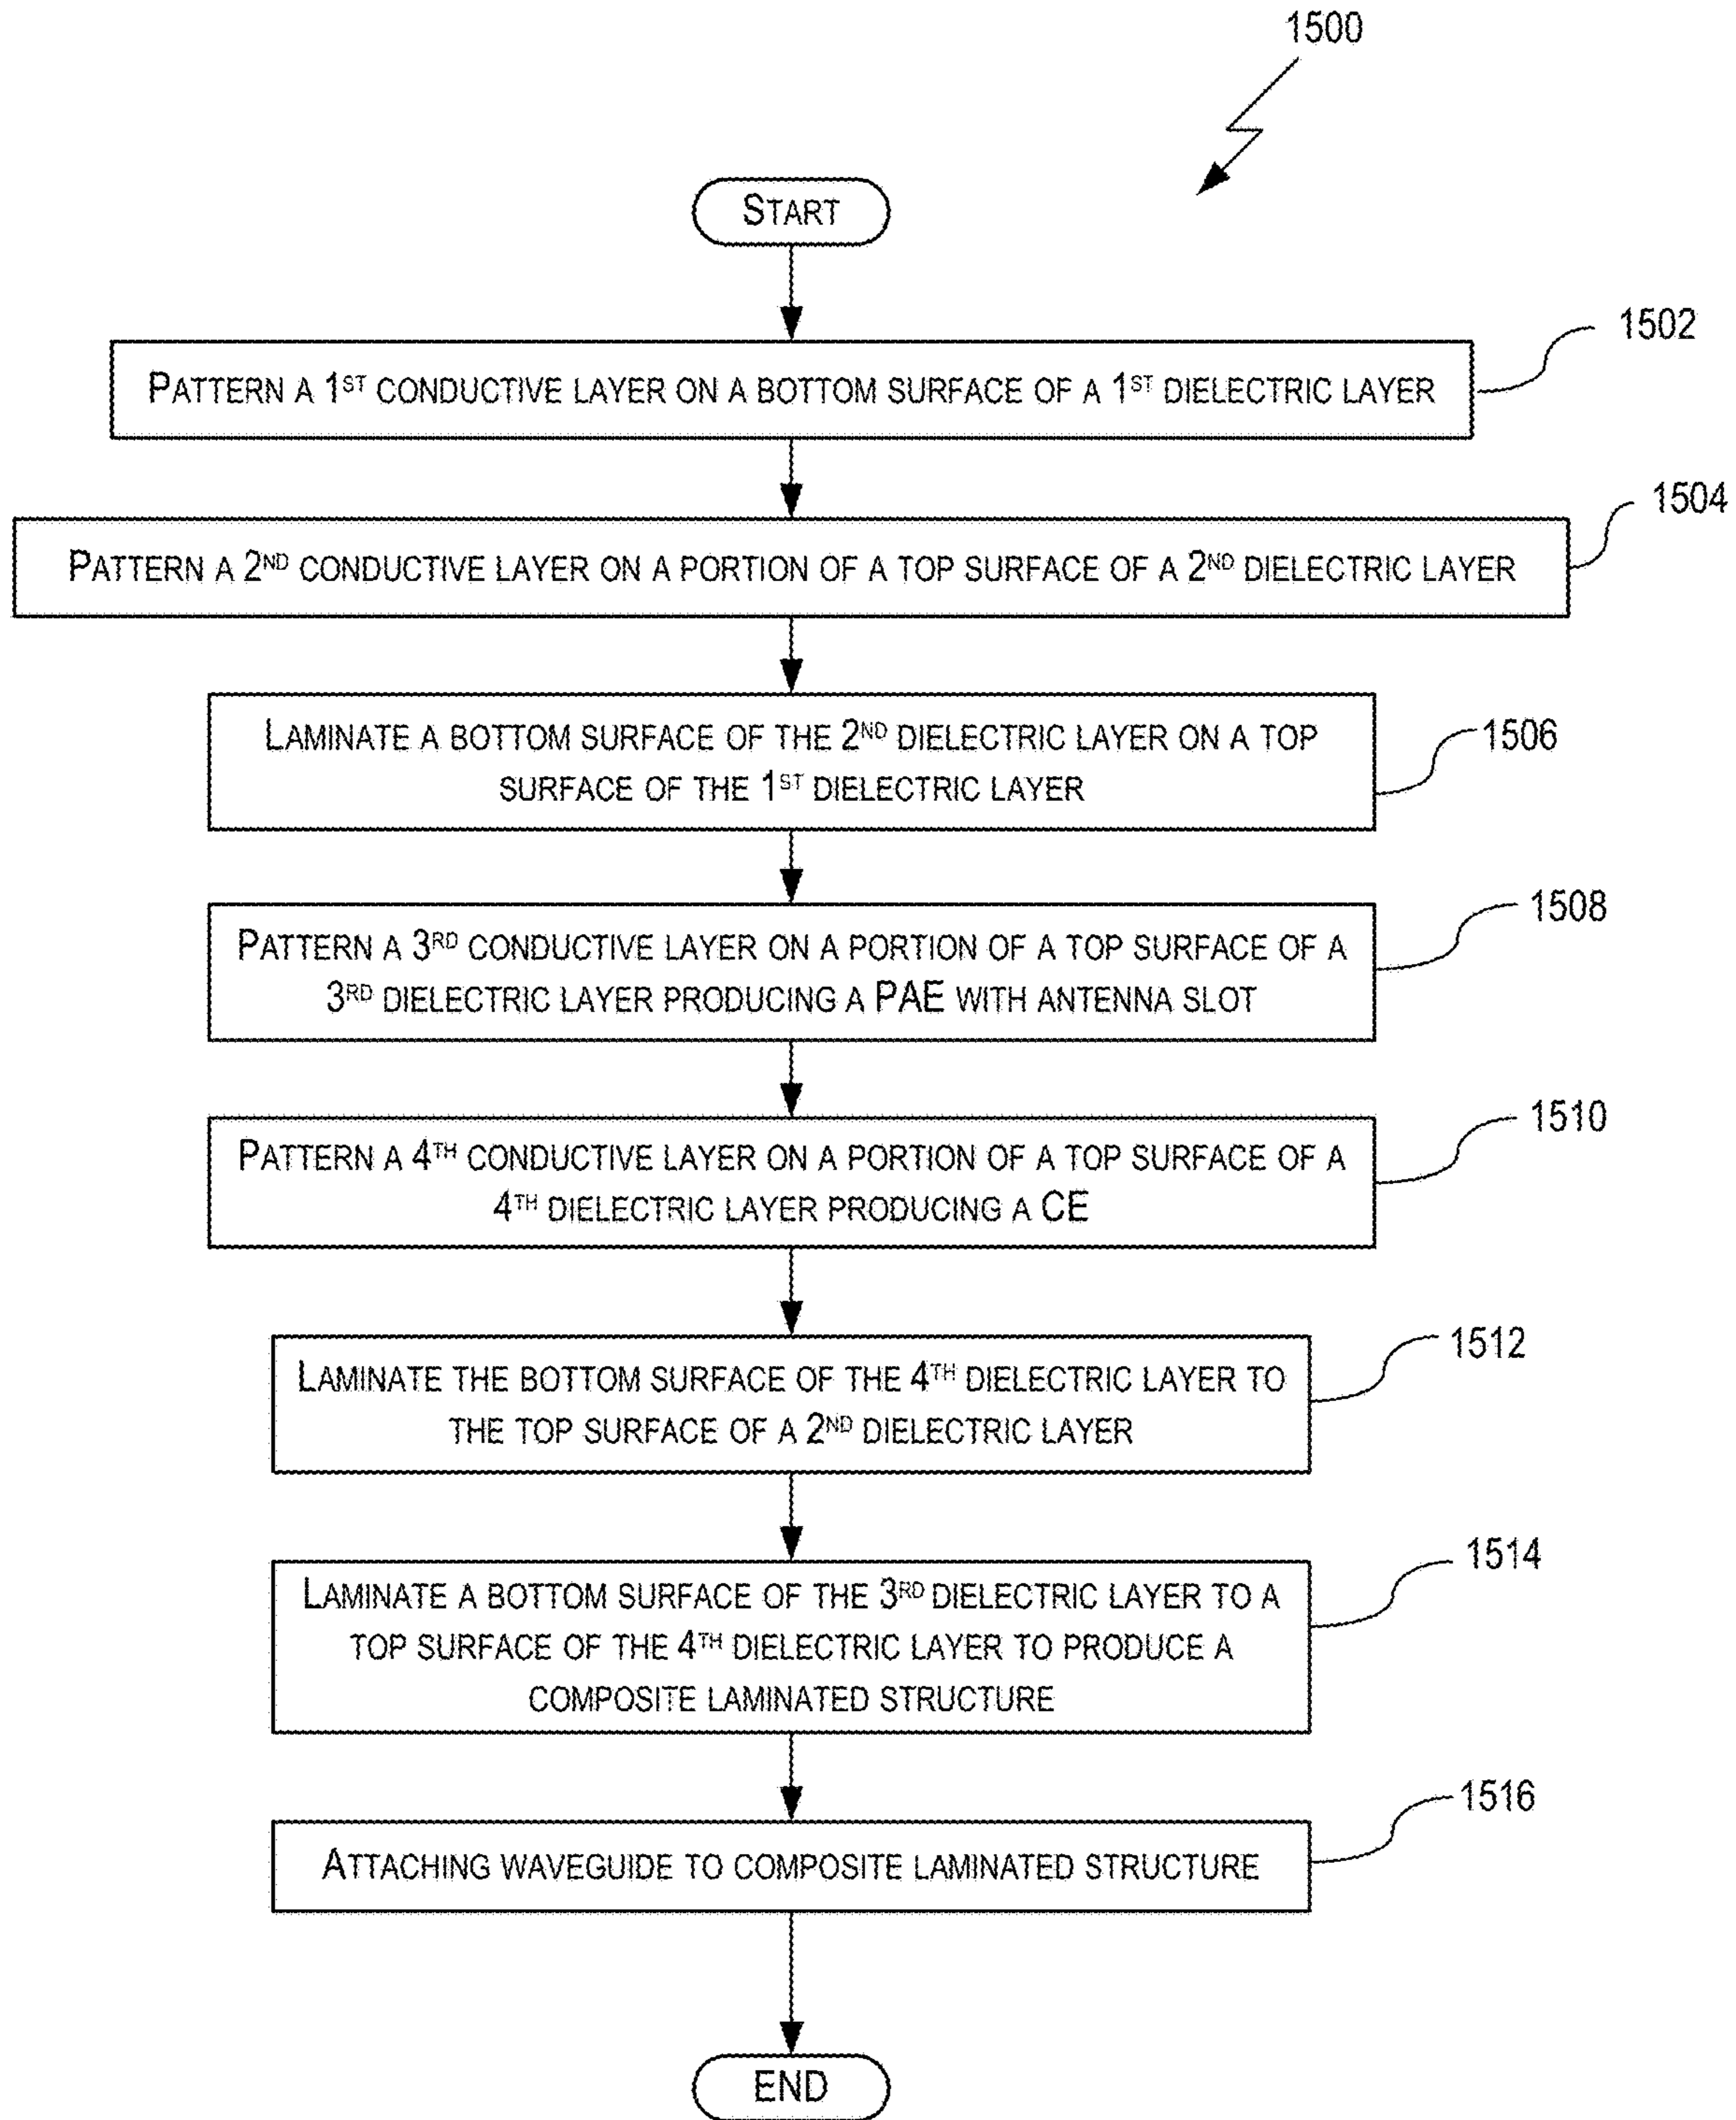 1500
START
1502
PATTERN A 1ST CONDUCTIVE LAYER ON A BOTTOM SURFACE OF A 1ST DIELECTRIC LAYER
1504
PATTERN A 2ND CONDUCTIVE LAYER ON A PORTION OF A TOP SURFACE OF A 2ND DIELECTRIC LAYER
1506
LAMINATE A BOTTOM SURFACE OF THE 2ND DIELECTRIC LAYER ON A TOP
SURFACE OF THE 1ST DIELECTRIC LAYER
1508
PATTERN A 3RD CONDUCTIVE LAYER ON A PORTION OF A TOP SURFACE OF A
3RD DIELECTRIC LAYER PRODUCING A PAE WITH ANTENNA SLOT
1510
PATTERN A 4TH CONDUCTIVE LAYER ON A PORTION OF A TOP SURFACE OF A
4TH DIELECTRIC LAYER PRODUCING A CE
1512
LAMINATE THE BOTTOM SURFACE OF THE 4TH DIELECTRIC LAYER TO
THE TOP SURFACE OF A 2ND DIELECTRIC LAYER
1514
LAMINATE A BOTTOM SURFACE OF THE 3RD DIELECTRIC LAYER TO A
TOP SURFACE OF THE 4TH DIELECTRIC LAYER TO PRODUCE A
COMPOSITE LAMINATED STRUCTURE
1516
ATTACHING WAVEGUIDE TO COMPOSITE LAMINATED STRUCTURE
END